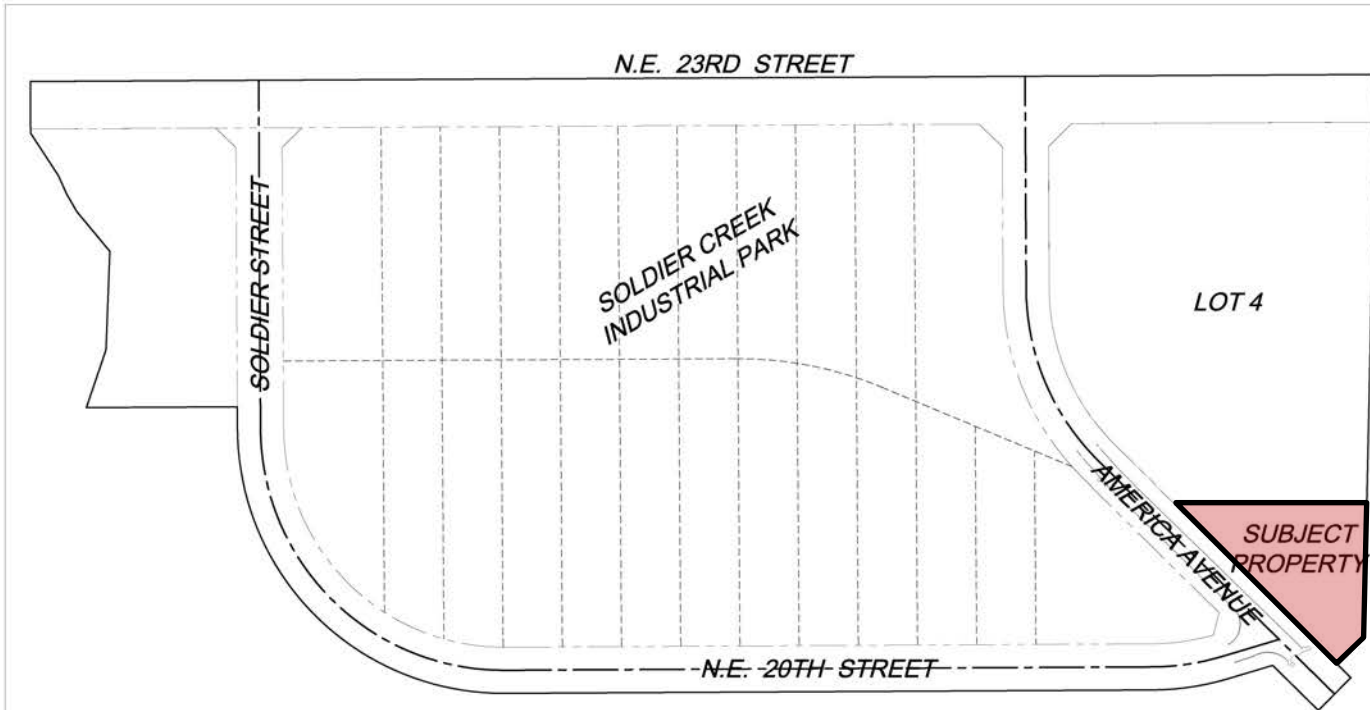 N.E. 23RD STREET
SOLDIER STREET
SOLDIER CREEK
INDUSTRIAL PARK
LOT 4
AMERICA AVENUE
SUBJECT
PROPERTY
N.E. 20TH STREET